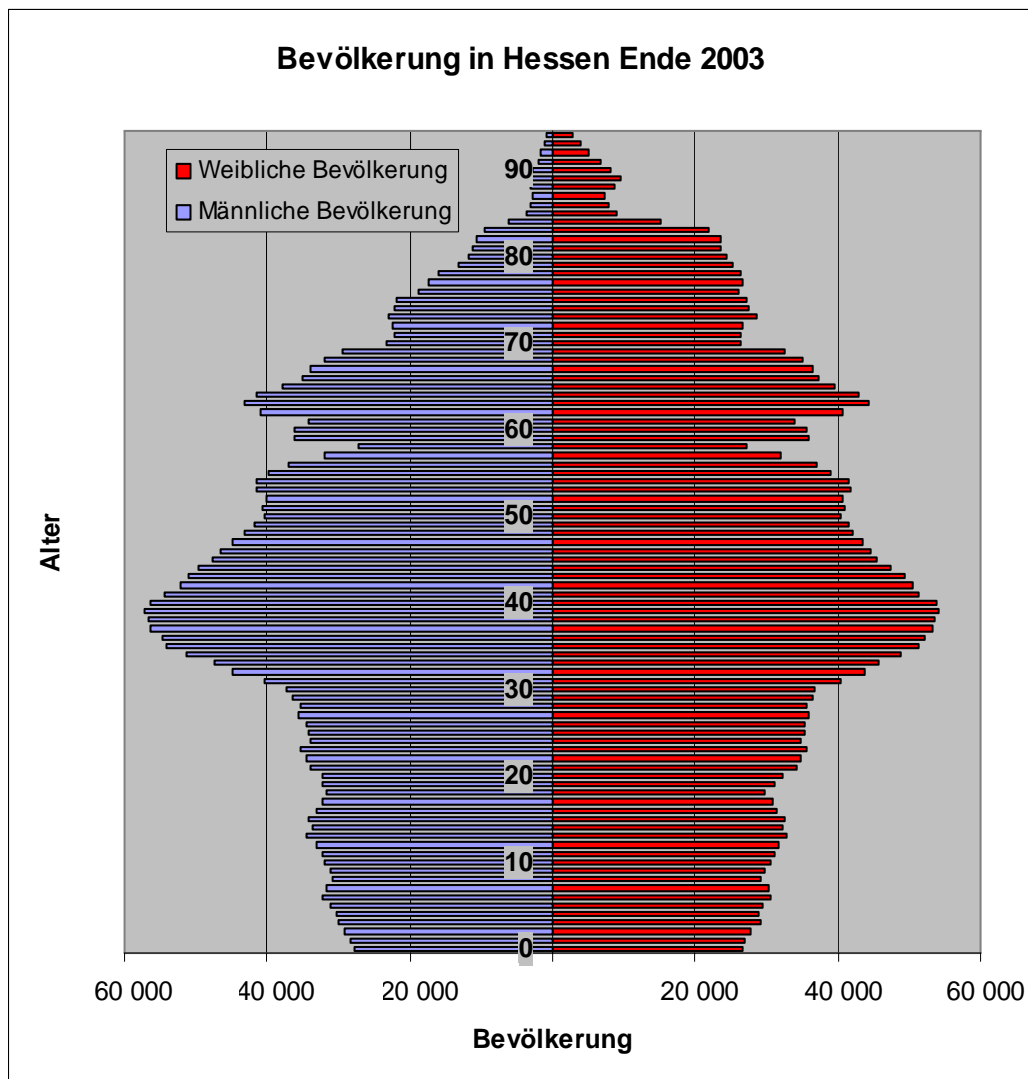 Bevölkerung in Hessen Ende 2003
Weibliche Bevölkerung
Männliche Bevölkerung
Alter
90
80
70
60
50
40
30
20
10
0
60 000 40 000 20 000 20 000 40 000 60 000
Bevölkerung